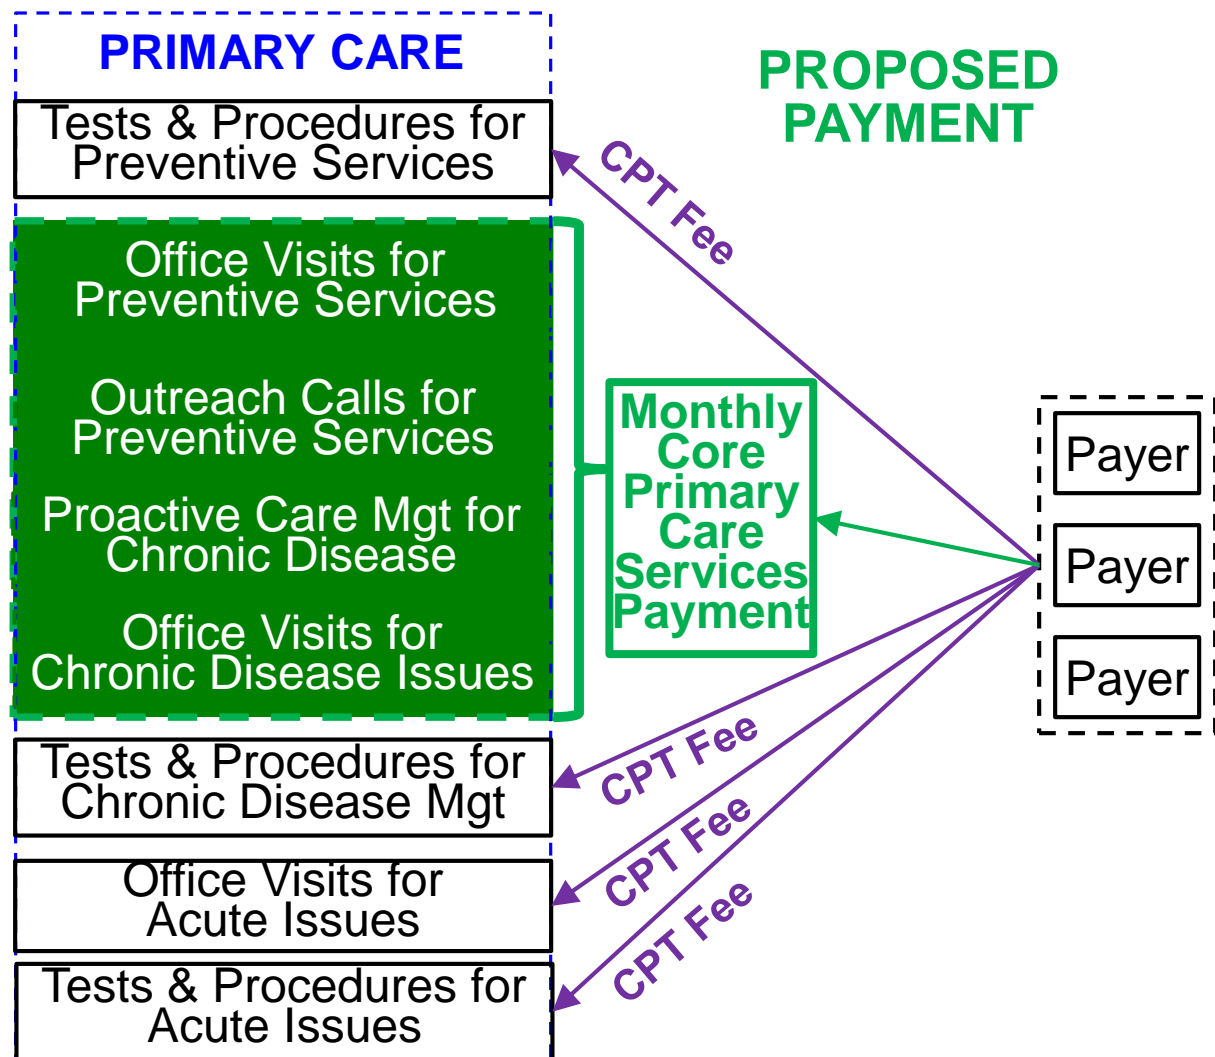 PRIMARY CARE
PROPOSED
PAYMENT
Tests & Procedures for
Preventive Services
CPT Fee
Office Visits for
Preventive Services
Outreach Calls for
Preventive Services
Proactive Care Mgt for
Chronic Disease
Office Visits for
Chronic Disease Issues
Monthly
Core
Primary
Care
Services
Payment
Payer
Payer
Payer
Tests & Procedures for
Chronic Disease Mgt
CPT Fee
Office Visits for
Acute Issues
CPT Fee
Tests & Procedures for
Acute Issues
CPT Fee